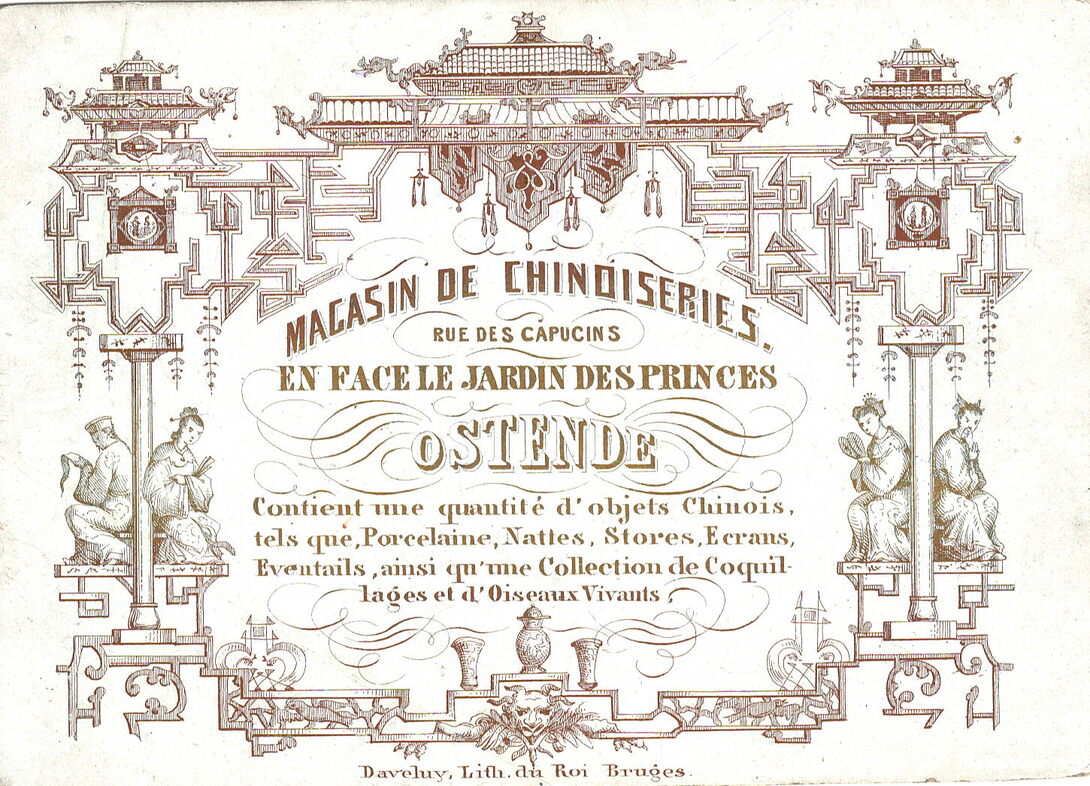 MAGASIN DE CHINOISERIES.
RUE DES CAPUCINS
EN FACE LE JARDIN DES PRINCES
OSTENDE
Contient une quantité d'objets Chinois,
tels que, Porcelaine, Nattes, Stores, Ecrans,
Eventails, ainsi qu'une Collection de Coquil-
lages et d'Oiseaux Vivants,
Daveluy, Lith. du Roi Bruges.